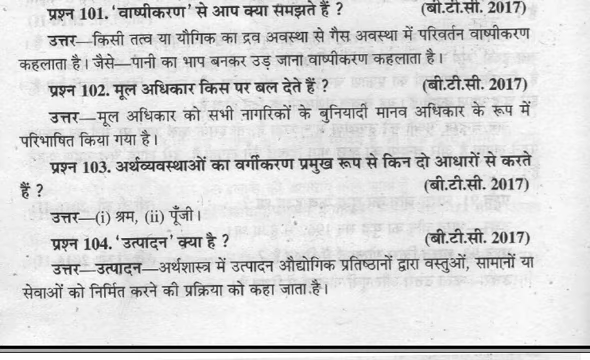 प्रश्न 101. 'वाष्पीकरण' से आप क्या समझते हैं ? (बी.टी.सी. 2017)
उत्तर—किसी तत्व या यौगिक का द्रव अवस्था से गैस अवस्था में परिवर्तन वाष्पीकरण
कहलाता है। जैसे—पानी का भाप बनकर उड़ जाना वाष्पीकरण कहलाता है।
प्रश्न 102. मूल अधिकार किस पर बल देते हैं ? (बी.टी.सी. 2017)
उत्तर—मूल अधिकार को सभी नागरिकों के बुनियादी मानव अधिकार के रूप में
परिभाषित किया गया है।
प्रश्न 103. अर्थव्यवस्थाओं का वर्गीकरण प्रमुख रूप से किन दो आधारों से करते
हैं ? (बी.टी.सी. 2017)
उत्तर—(i) श्रम, (ii) पूँजी।
प्रश्न 104. 'उत्पादन' क्या है ? (बी.टी.सी. 2017)
उत्तर—उत्पादन—अर्थशास्त्र में उत्पादन औद्योगिक प्रतिष्ठानों द्वारा वस्तुओं, सामानों या
सेवाओं को निर्मित करने की प्रक्रिया को कहा जाता है।